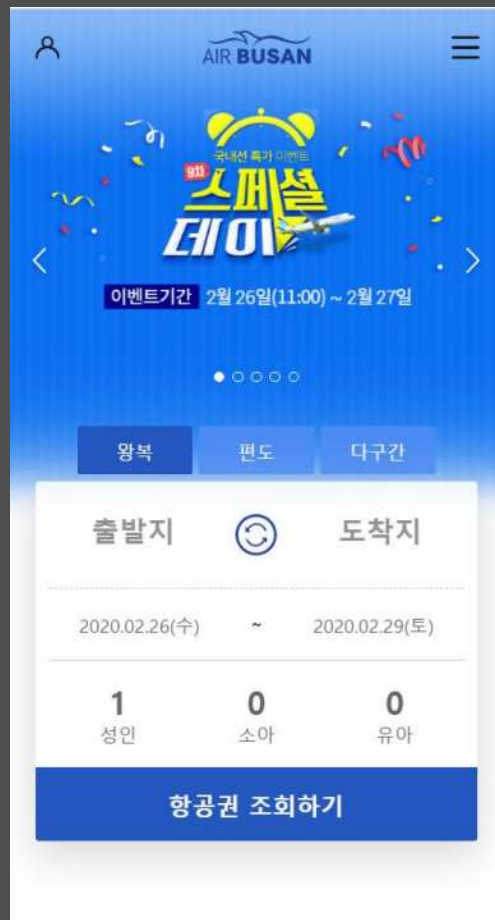 AIR BUSAN
국내선 특가 이벤트
스페셜
데이
이벤트기간 2월 26일(11:00) ~ 2월 27일
왕복 편도 다구간
출발지 도착지
2020.02.26(수) ~ 2020.02.29(토)
1 0 0
성인 소아 유아
항공권 조회하기